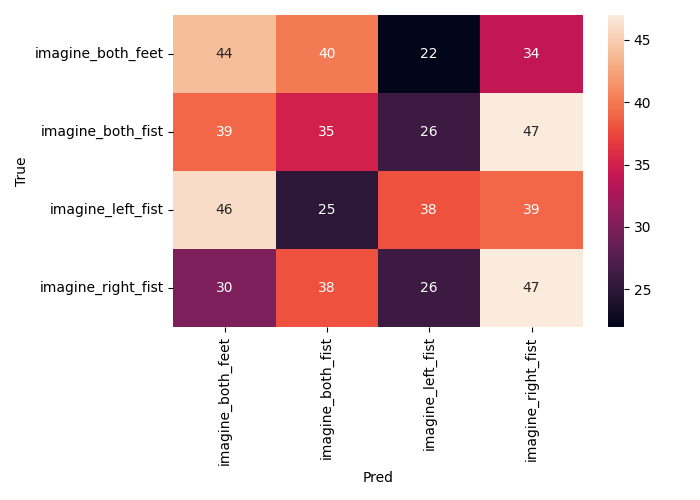 True
imagine_both_feet 44 40 22 34
imagine_both_fist 39 35 26 47
imagine_left_fist 46 25 38 39
imagine_right_fist 30 38 26 47
imagine_both_feet
imagine_both_fist
imagine_left_fist
imagine_right_fist
Pred
45
40
35
30
25